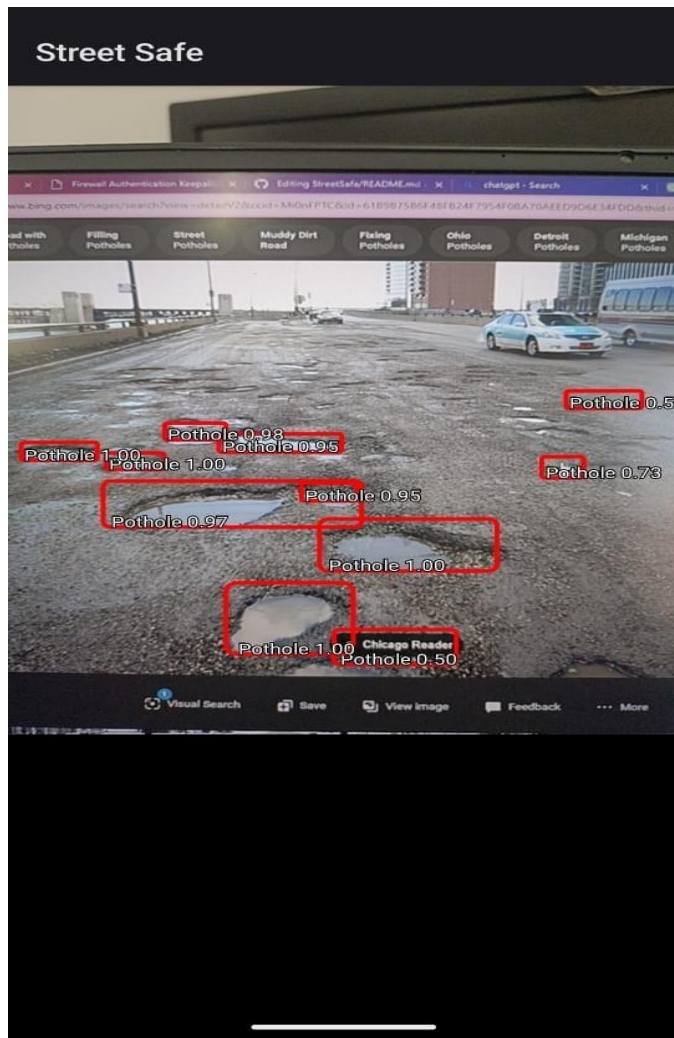 Street Safe
Firewall Authentication Keepali
Editing StreetSafe/README.md
chatgpt - Search
Potholes
Filling
Potholes
Street
Potholes
Muddy Dirt
Road
Fixing
Potholes
Ohio
Potholes
Detroit
Potholes
Michigan
Potholes
Pothole 0.5
Pothole 0.98
Pothole 0.95
Pothole 1.00
Pothole 1.00
Pothole 0.73
Pothole 0.95
Pothole 0.97
Pothole 1.00
Pothole 1.00
Chicago Reader
Pothole 0.50
1
Visual Search
Save
View image
Feedback
More